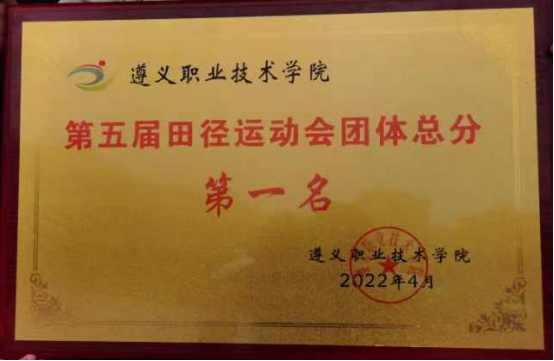 遵义职业技术学院
第五届田径运动会团体总分
第一名
遵义职业技术学院
2022年4月